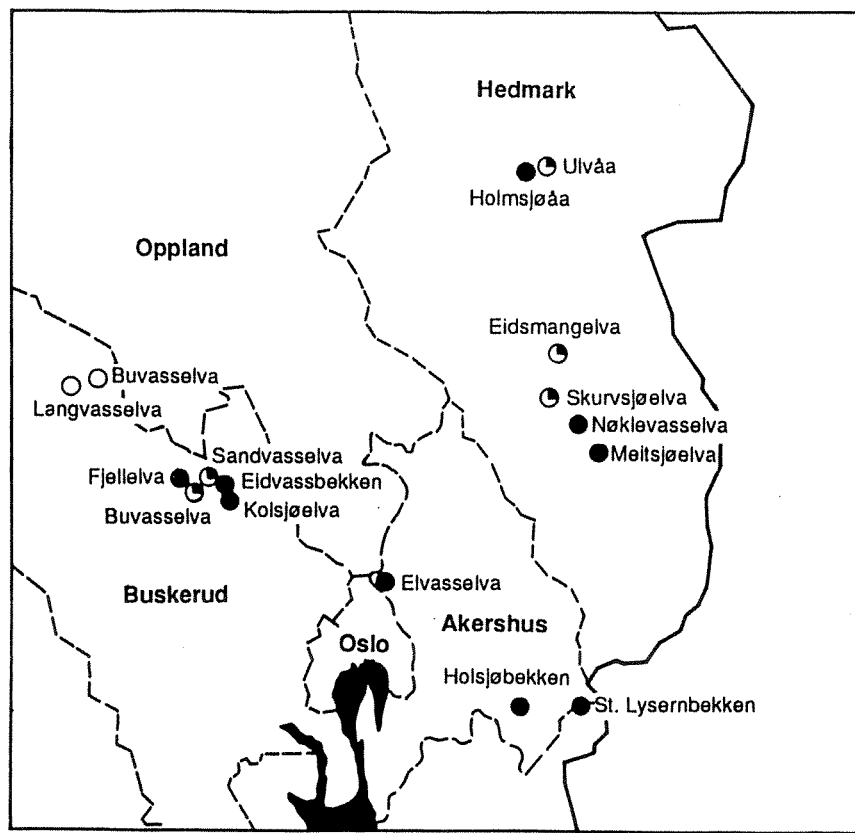 Hedmark
Ulvåa
Holmsjøåa
Oppland
Eidsmangelva
Buvasselva
Langvasselva
Skurvsjøelva
Nøklevasselva
Meitsjøelva
Sandvasselva
Fjellelva
Eidvassbekken
Buvasselva
Kolsjøelva
Elvasselva
Buskerud
Akershus
Oslo
Holsjøbekken
St. Lysernbekken